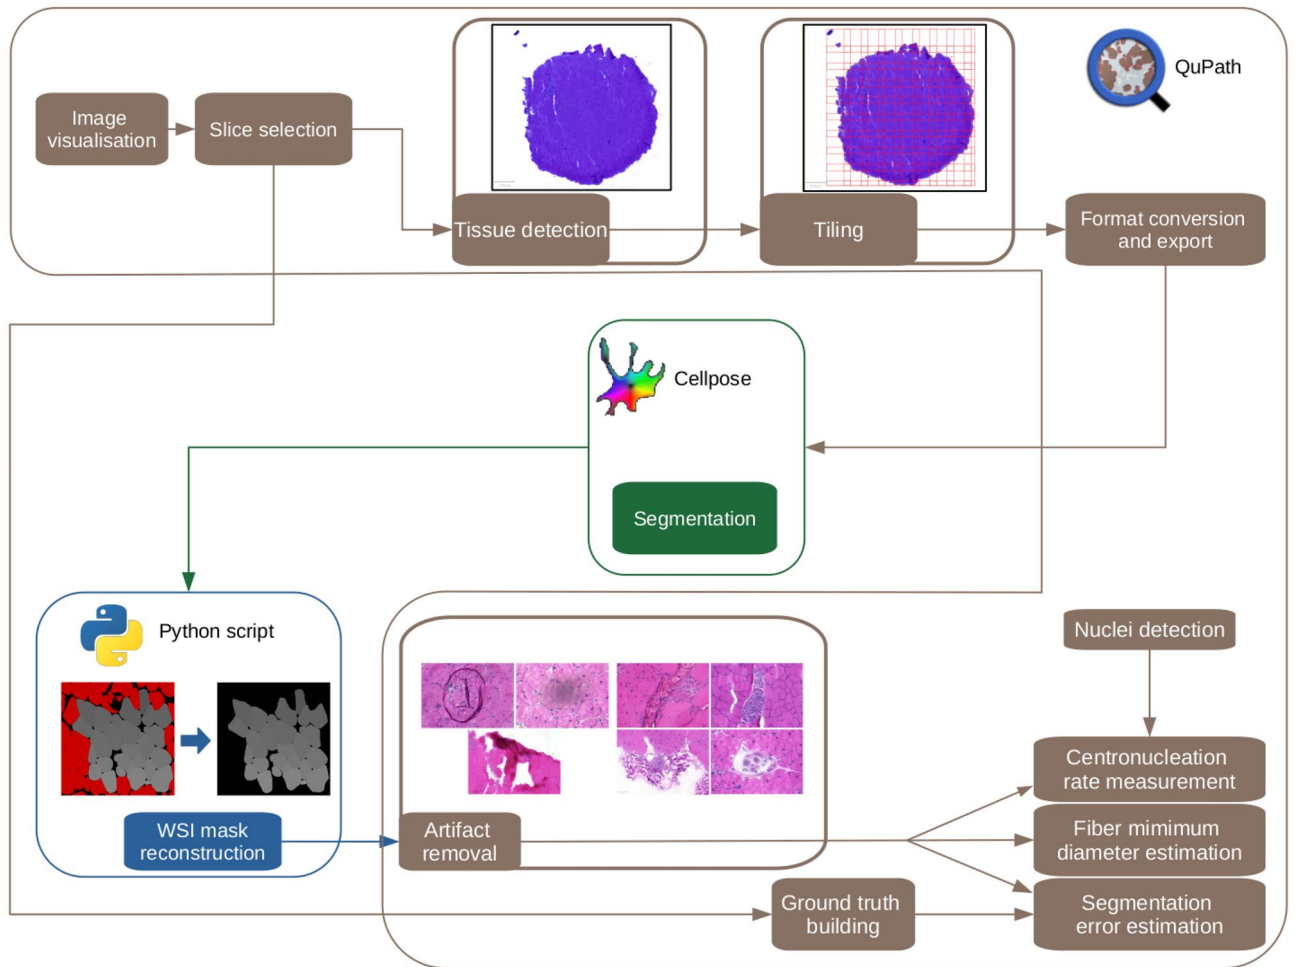 QuPath
Image
visualisation
Slice selection
Tissue detection
Tiling
Format conversion
and export
Cellpose
Segmentation
Python script
WSI mask
reconstruction
Artifact
removal
Nuclei detection
Centronucleation
rate measurement
Fiber mimimum
diameter estimation
Ground truth
building
Segmentation
error estimation